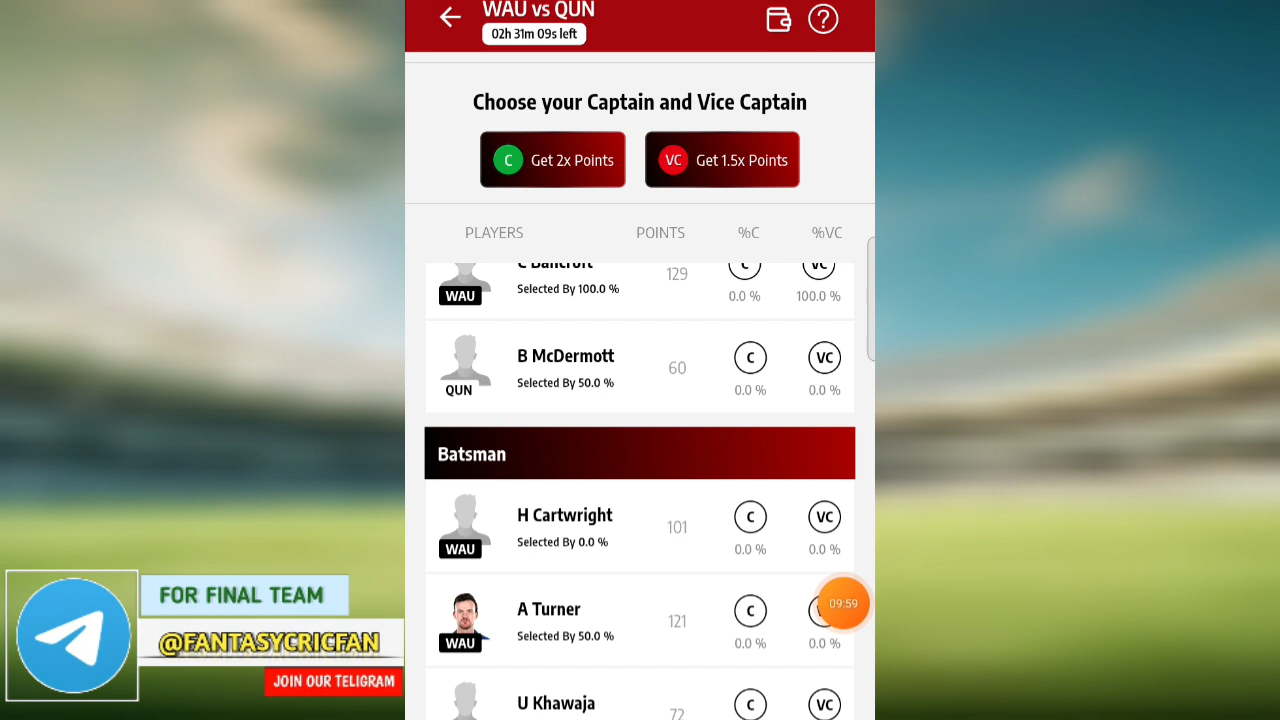 WAU vs QUN
02h 31m 09s left
Choose your Captain and Vice Captain
C Get 2x Points
VC Get 1.5x Points
PLAYERS POINTS %C %VC
C Bancroft 129 C VC
Selected By 100.0 % 0.0 % 100.0 %
WAU
B McDermott 60 C VC
Selected By 50.0 % 0.0 % 0.0 %
QUN
Batsman
H Cartwright 101 C VC
Selected By 0.0 % 0.0 % 0.0 %
WAU
A Turner 121 C
Selected By 50.0 % 0.0 % 0.0 %
WAU
09:59
U Khawaja 72 C VC
FOR FINAL TEAM
@FANTASYCRICFAN
JOIN OUR TELIGRAM